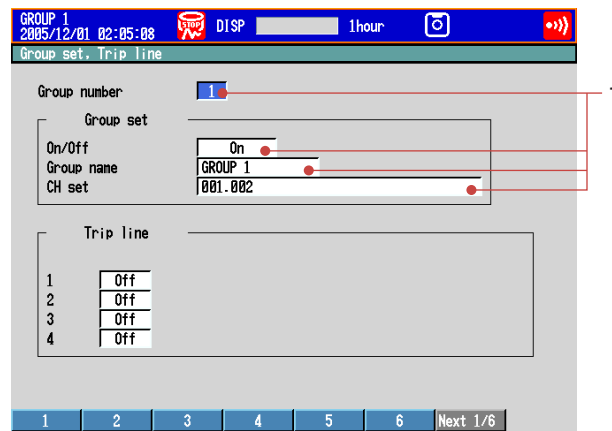 GROUP 1
2005/12/01 02:05:08 STOP DISP 1hour
Group set, Trip line
Group number 1
Group set
On/Off On
Group name GROUP 1
CH set 001.002
Trip line
1 Off
2 Off
3 Off
4 Off
1 2 3 4 5 6 Next 1/6